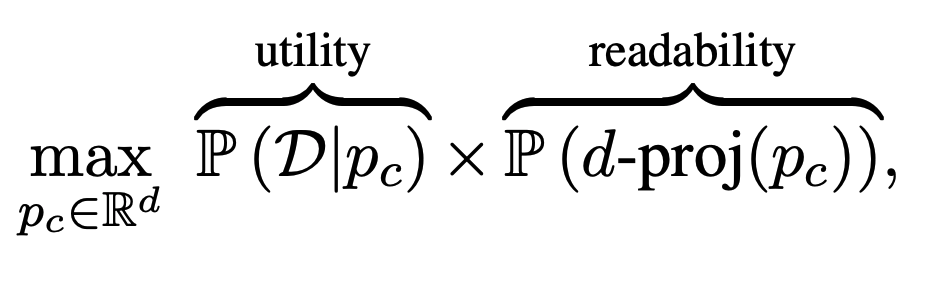 utility readability
max ℙ(𝒟|p_c) × ℙ(d-proj(p_c)),
p_c∈ℝ^d